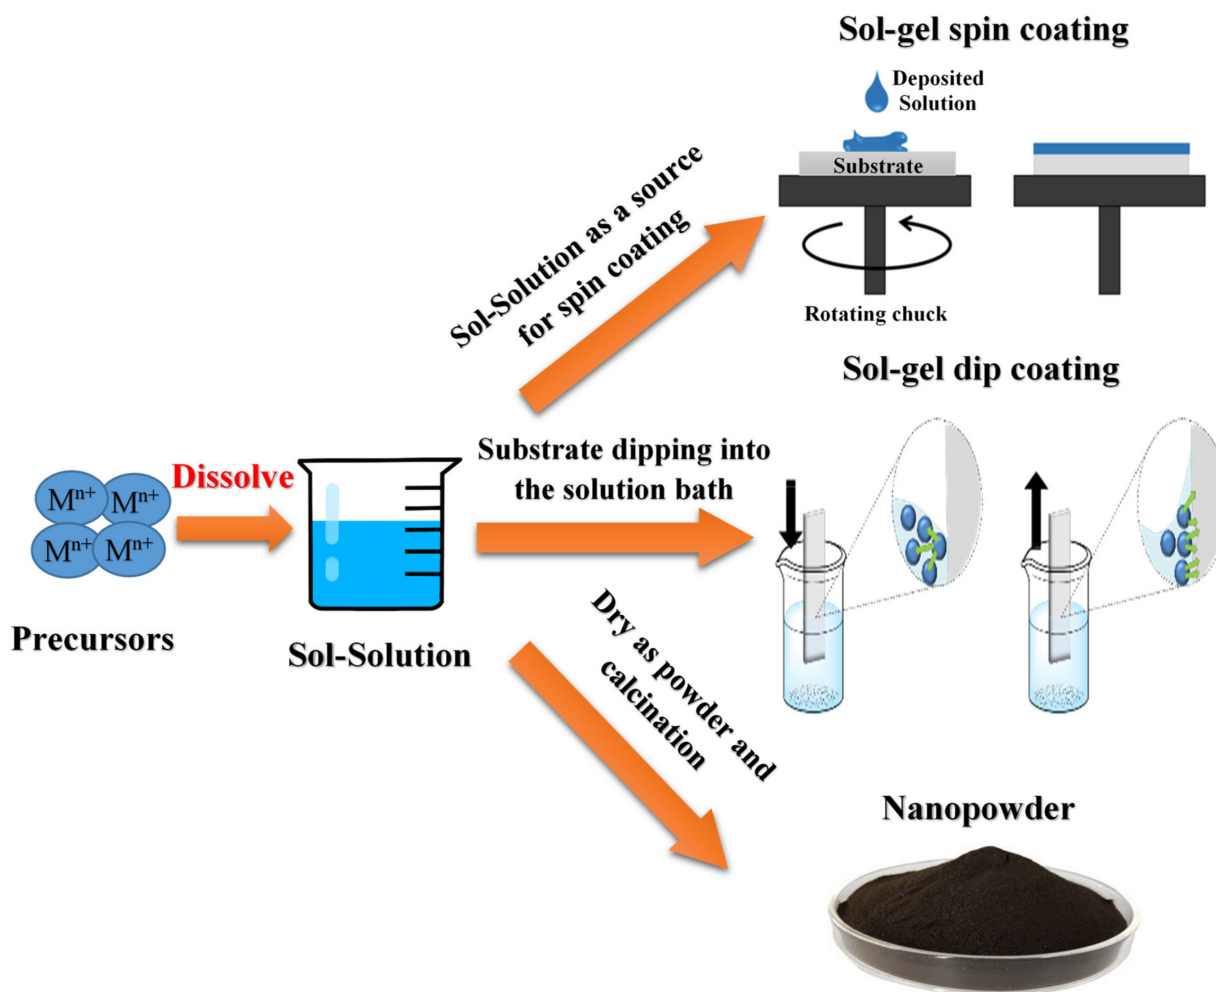 Sol-gel spin coating
Deposited
Solution
Substrate
Rotating chuck
Sol-Solution as a source
for spin coating
Sol-gel dip coating
Substrate dipping into
the solution bath
Dissolve
Mⁿ⁺ Mⁿ⁺
Mⁿ⁺ Mⁿ⁺
Precursors
Sol-Solution
Dry as powder and
calcination
Nanopowder